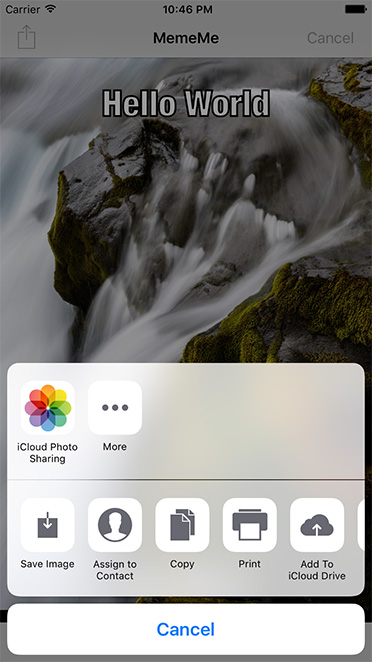 Carrier 10:46 PM
MemeMe Cancel
Hello World
iCloud Photo
Sharing
More
Save Image
Assign to
Contact
Copy
Print
Add To
iCloud Drive
Cancel